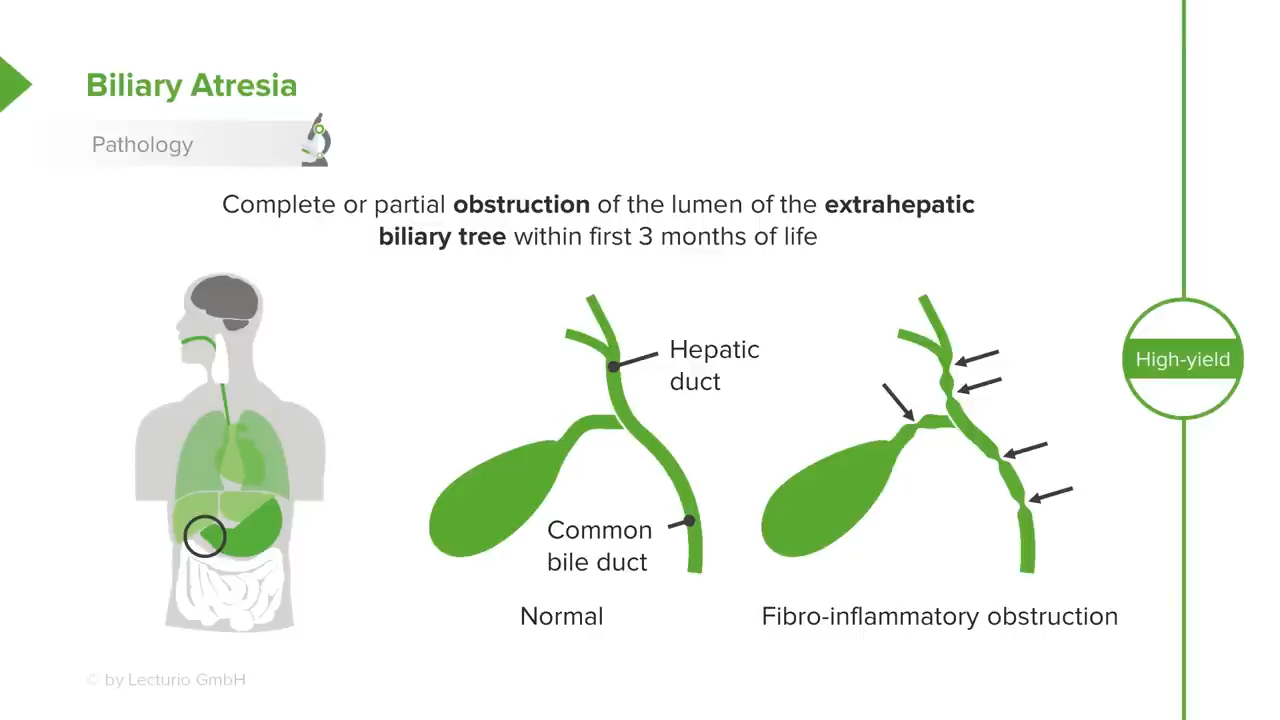 Biliary Atresia
Pathology
Complete or partial obstruction of the lumen of the extrahepatic
biliary tree within first 3 months of life
Hepatic
duct
Common
bile duct
Normal
Fibro-inflammatory obstruction
High-yield
© by Lecturio GmbH